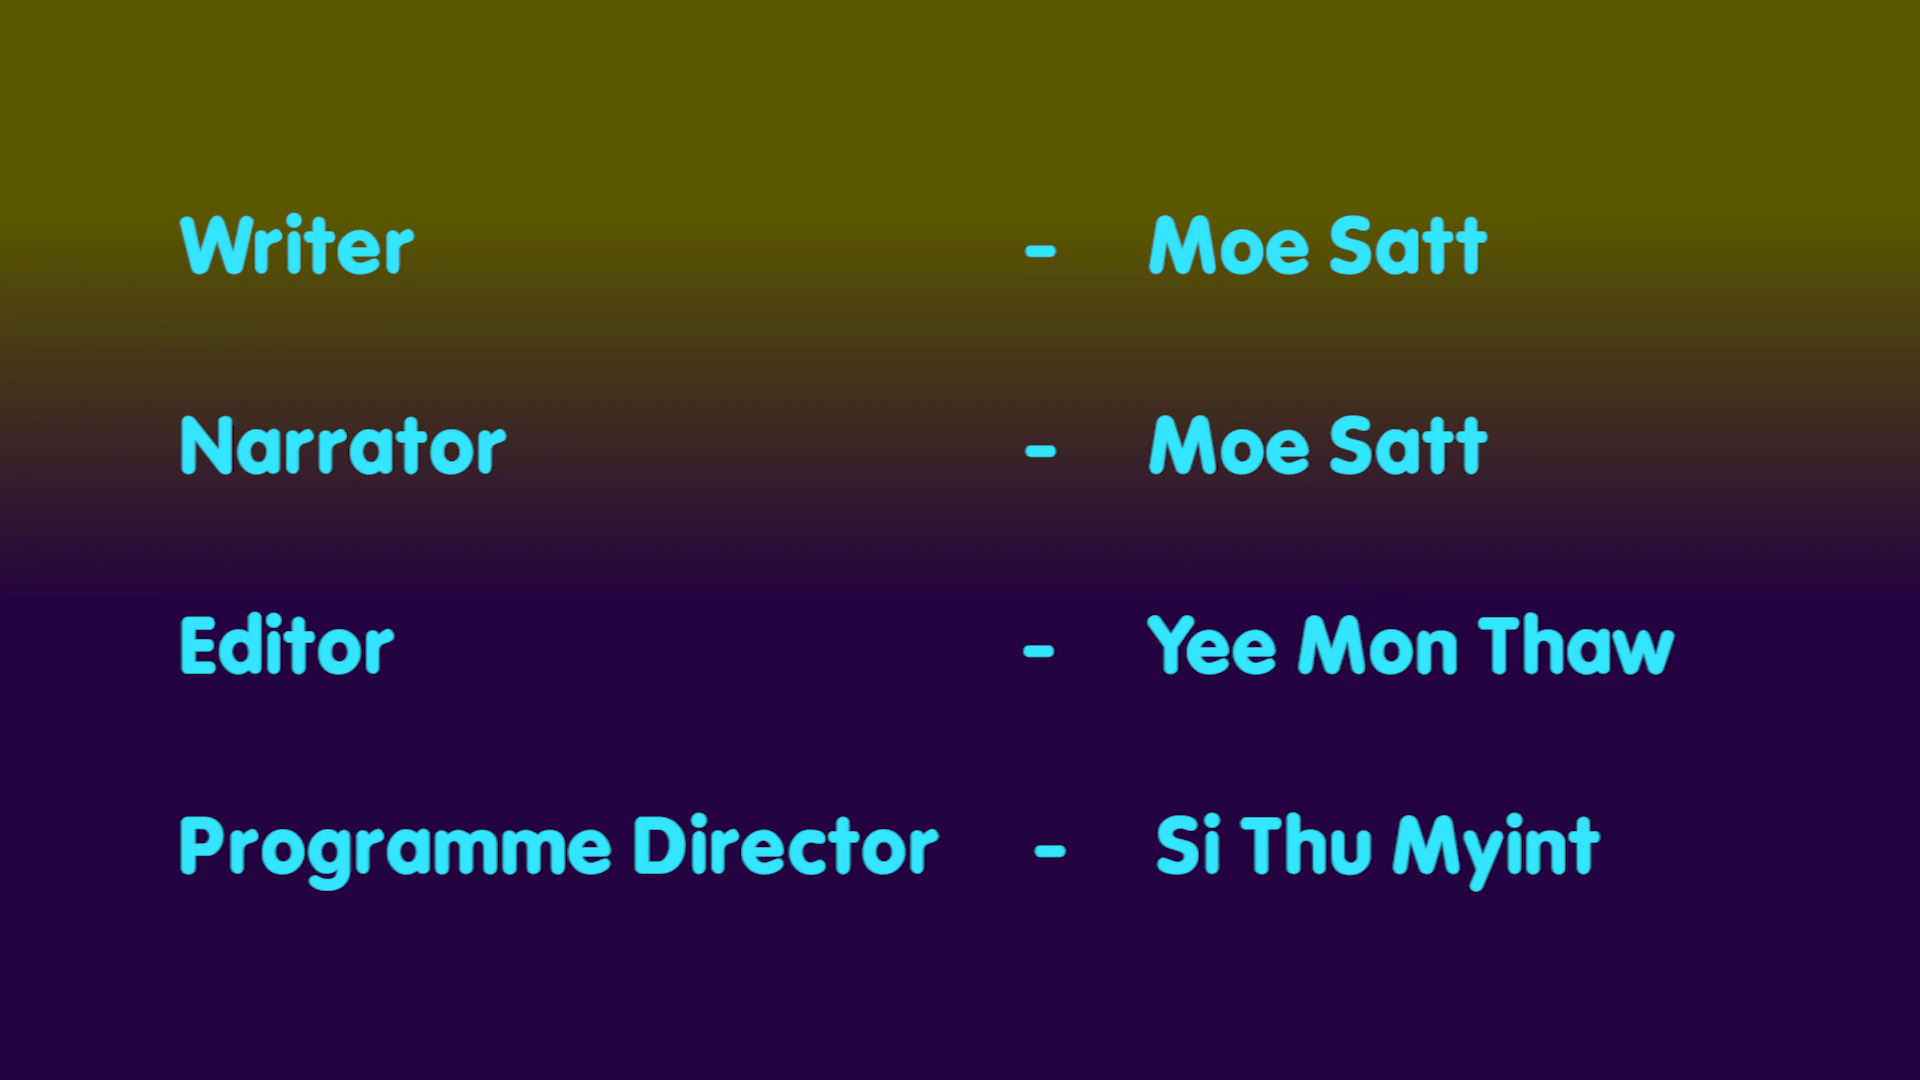 Writer - Moe Satt
Narrator - Moe Satt
Editor - Yee Mon Thaw
Programme Director - Si Thu Myint